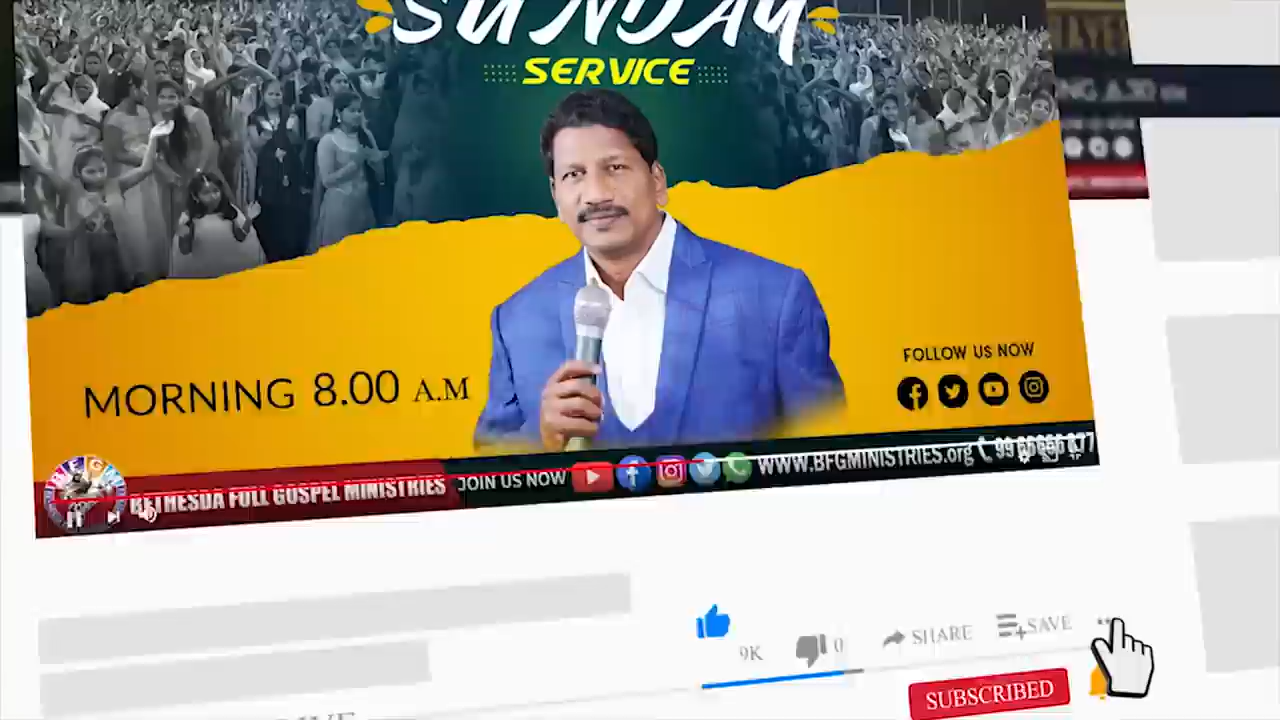 SUNDAY
SERVICE
MORNING 8.00 A.M
FOLLOW US NOW
BETHESDA FULL GOSPEL MINISTRIES
JOIN US NOW
WWW.BFGMINISTRIES.org
9K
0
SHARE
SAVE
SUBSCRIBED